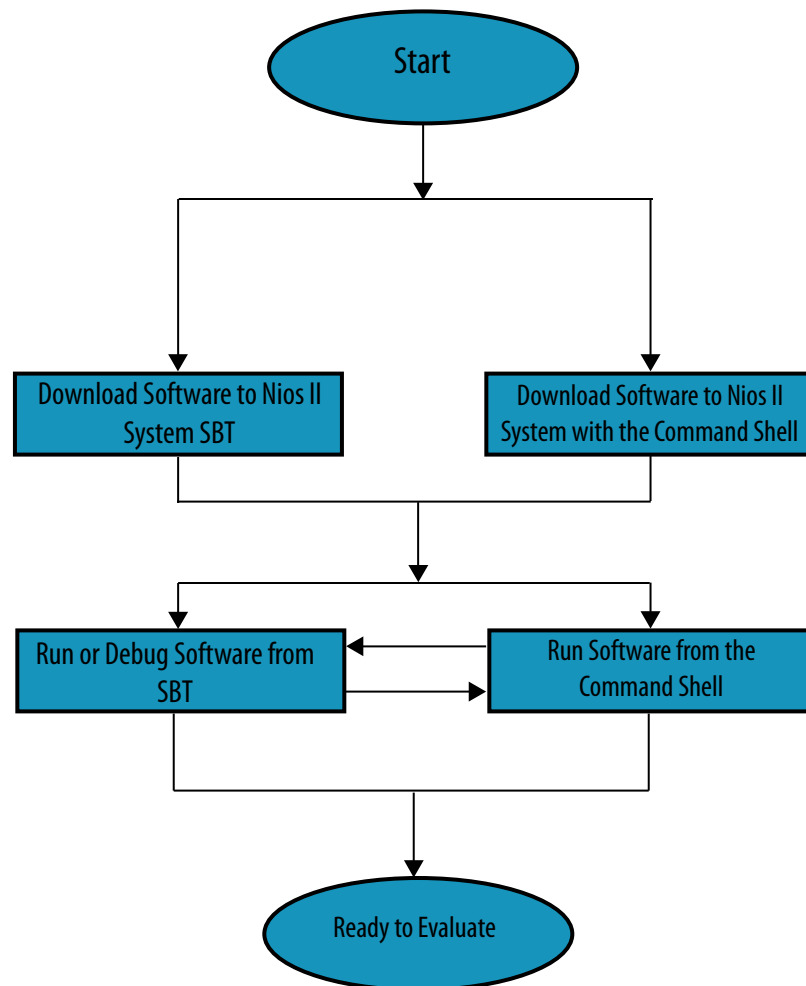 Start
Download Software to Nios II
System SBT
Download Software to Nios II
System with the Command Shell
Run or Debug Software from
SBT
Run Software from the
Command Shell
Ready to Evaluate